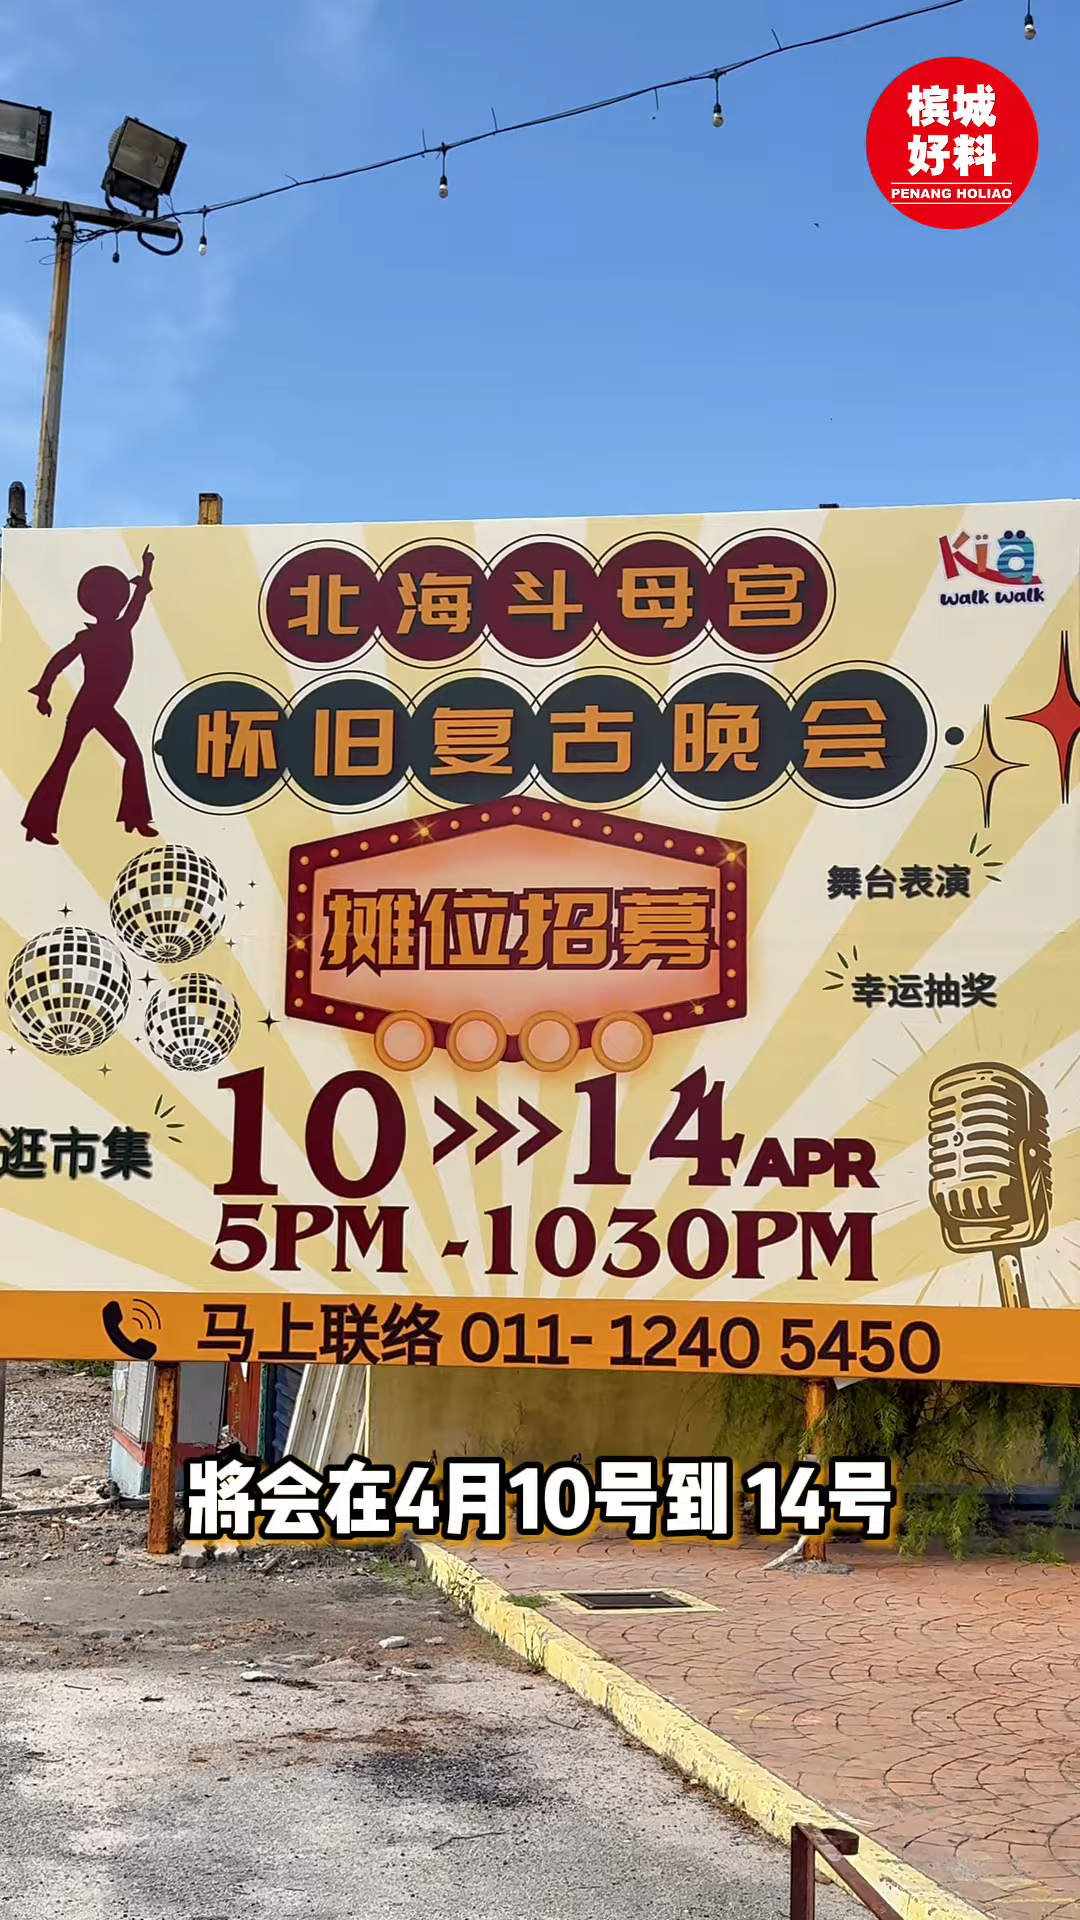 槟城
好料
PENANG HOLIAO
Kia
walk walk
北海斗母宫
怀旧复古晚会
摊位招募
舞台表演
幸运抽奖
逛市集
10 >>> 14 APR
5PM - 1030PM
马上联络 011- 1240 5450
將会在4月10号到 14号